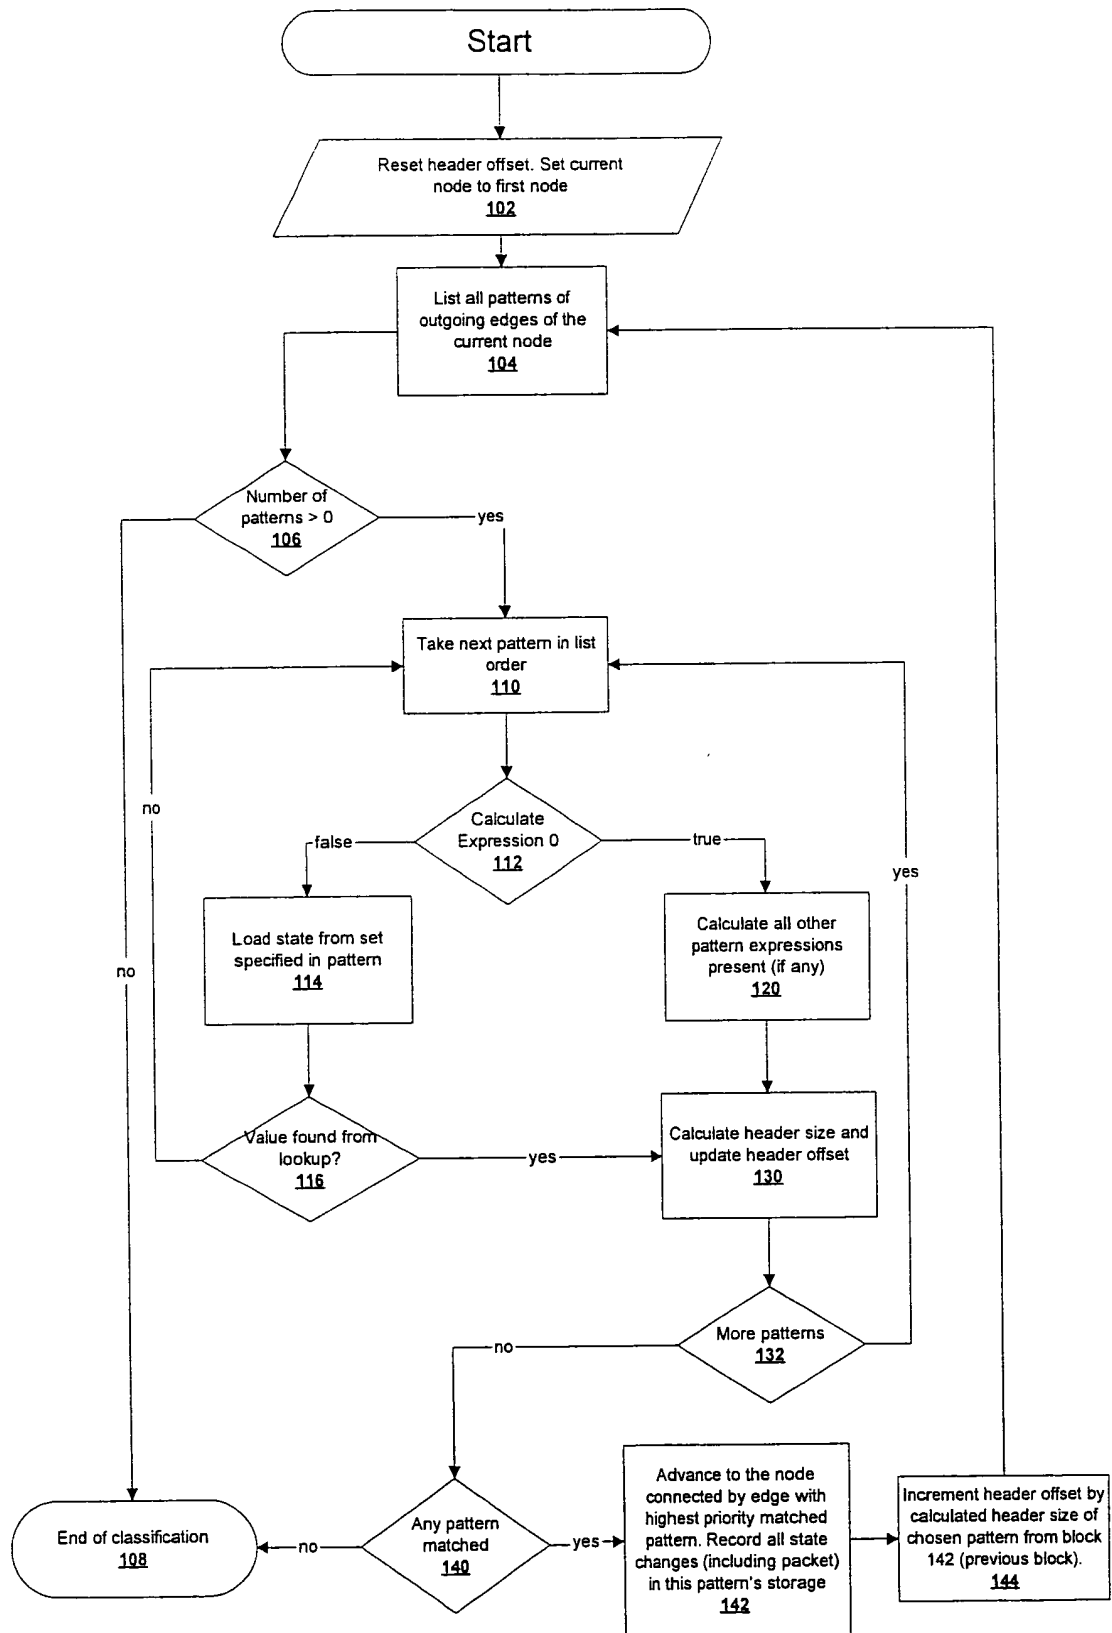 Start
Reset header offset. Set current
node to first node
102
List all patterns of
outgoing edges of the
current node
104
Number of
patterns > 0
106
yes
Take next pattern in list
order
110
no
Calculate
Expression 0
112
false
true
yes
Load state from set
specified in pattern
114
Calculate all other
pattern expressions
present (if any)
120
no
Value found from
lookup?
116
yes
Calculate header size and
update header offset
130
More patterns
132
no
Any pattern
matched
140
no
yes
End of classification
108
Advance to the node
connected by edge with
highest priority matched
pattern. Record all state
changes (including packet)
in this pattern's storage
142
Increment header offset by
calculated header size of
chosen pattern from block
142 (previous block).
144